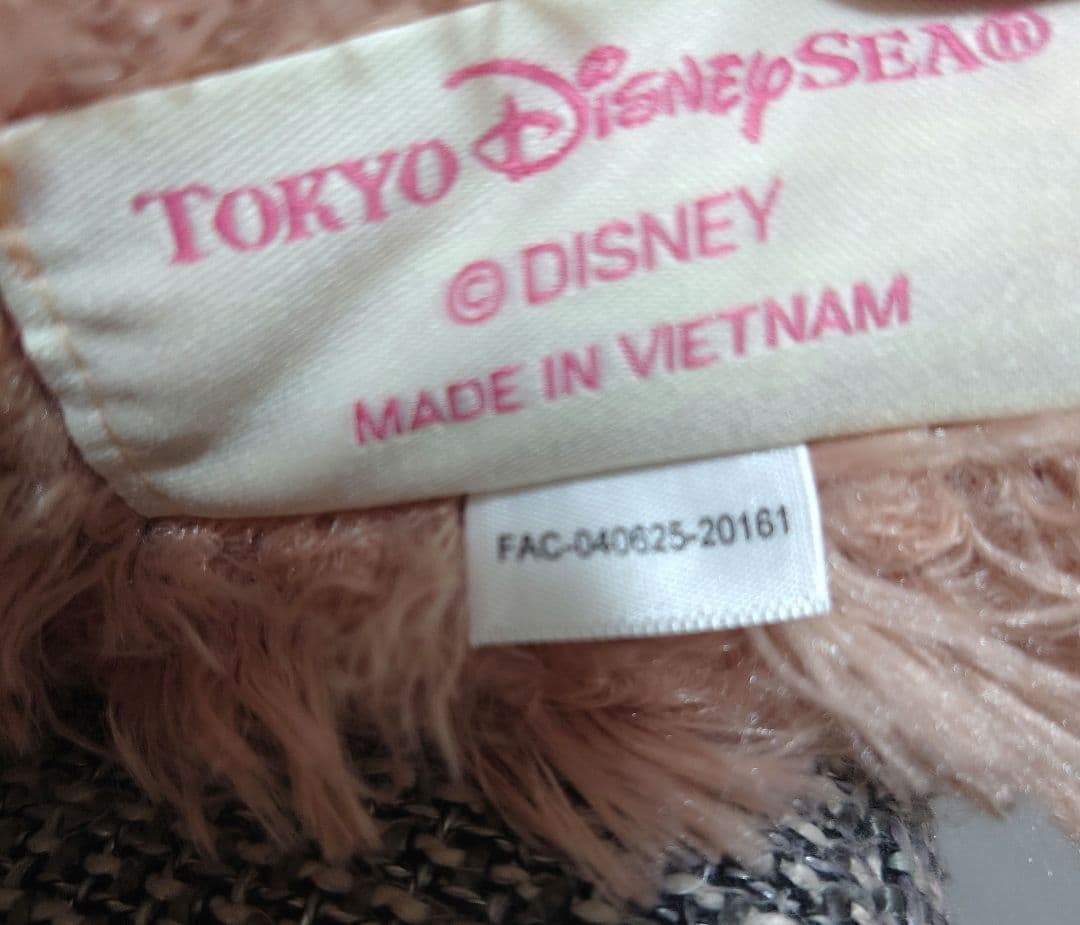 TOKYO DISNEYSEA®
© DISNEY
MADE IN VIETNAM
FAC-040625-20161